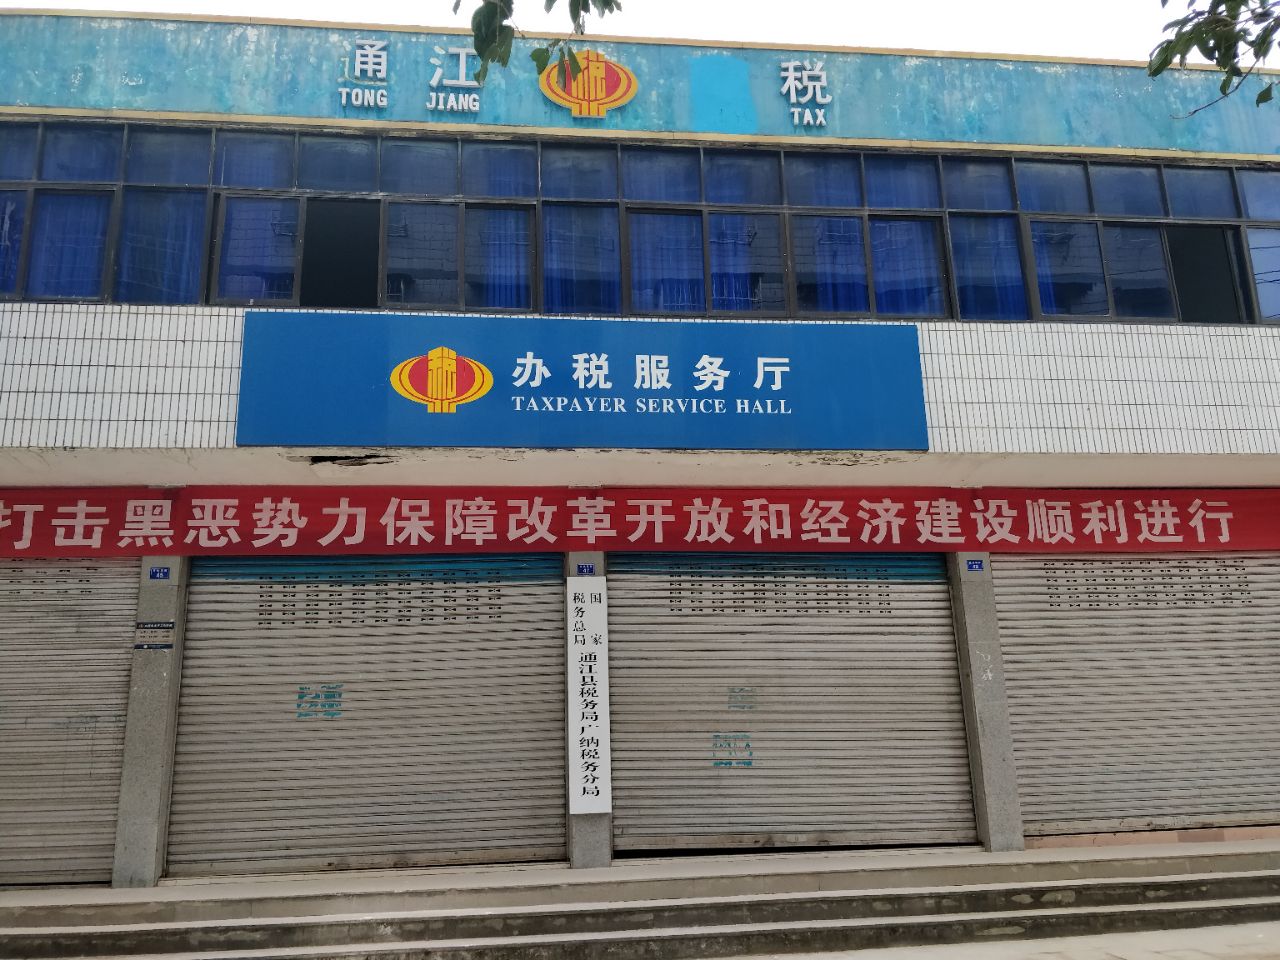 通 江 税
TONG JIANG TAX
办税服务厅
TAXPAYER SERVICE HALL
打击黑恶势力保障改革开放和经济建设顺利进行
国家
税务总局
通江县税务局广纳税务分局